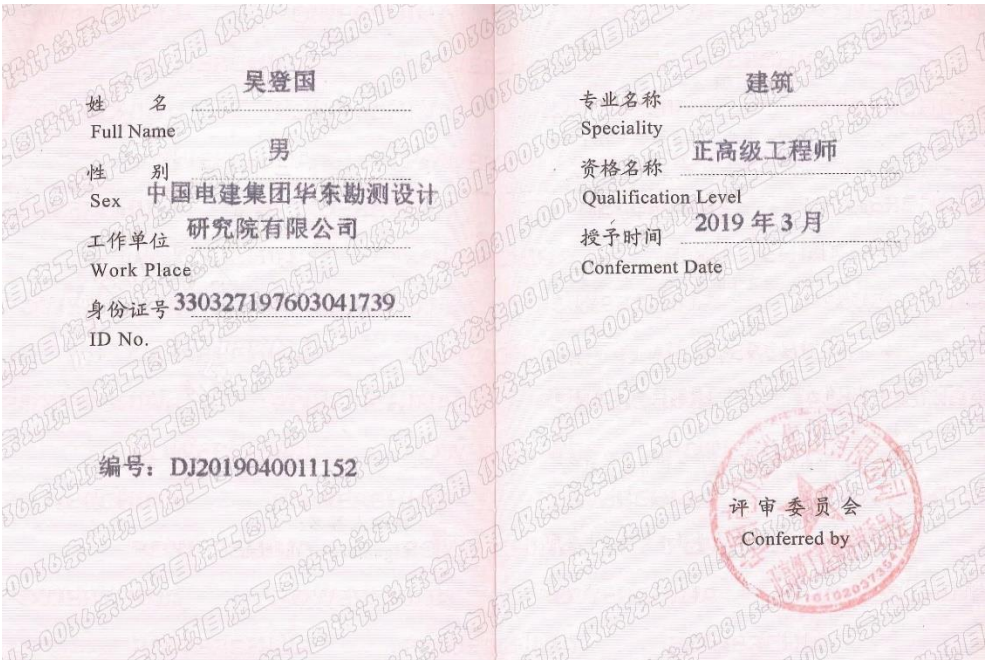 吴登国
姓 名
Full Name
男
性 别
Sex
中国电建集团华东勘测设计
研究院有限公司
工作单位
Work Place
身份证号 330327197603041739
ID No.
编号：DJ2019040011152
建筑
专业名称
Speciality
正高级工程师
资格名称
Qualification Level
2019 年 3 月
授予时间
Conferment Date
评审委员会
Conferred by
仅供龙华A815-0036宗地项目施工图设计总承包使用